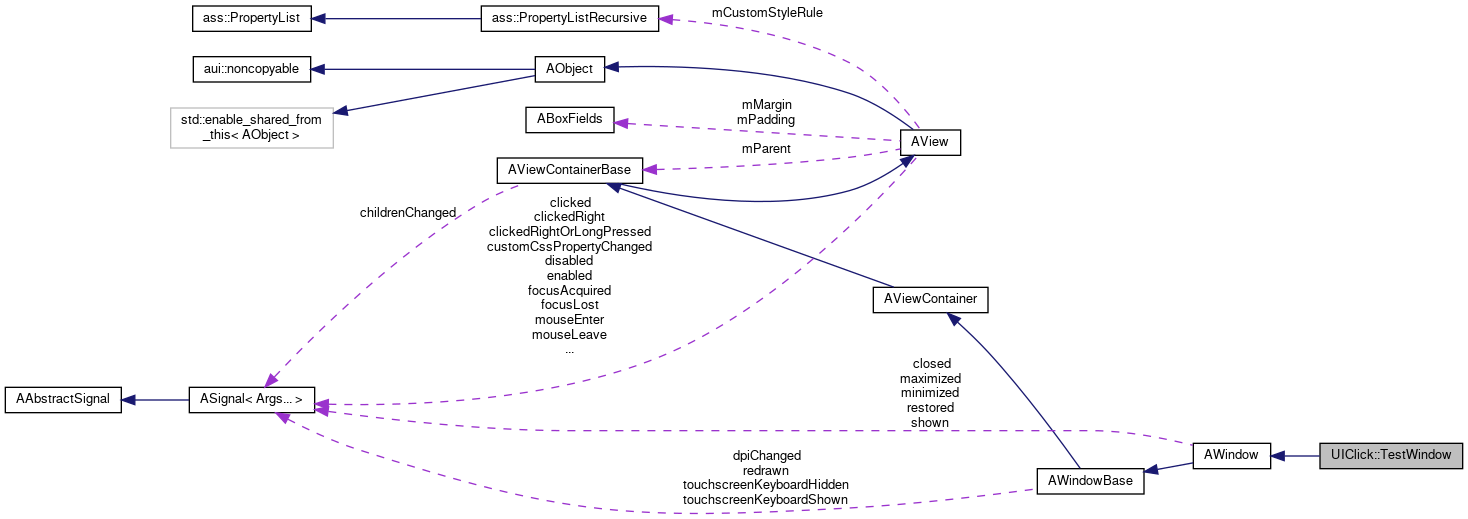 ass::PropertyList
ass::PropertyListRecursive
mCustomStyleRule
aui::noncopyable
AObject
std::enable_shared_from
_this< AObject >
ABoxFields
mMargin
mPadding
AView
mParent
AViewContainerBase
childrenChanged
clicked
clickedRight
clickedRightOrLongPressed
customCssPropertyChanged
disabled
enabled
focusAcquired
focusLost
mouseEnter
mouseLeave
...
AViewContainer
closed
maximized
minimized
restored
shown
AAbstractSignal
ASignal< Args... >
AWindow
UIClick::TestWindow
dpiChanged
redrawn
touchscreenKeyboardHidden
touchscreenKeyboardShown
AWindowBase